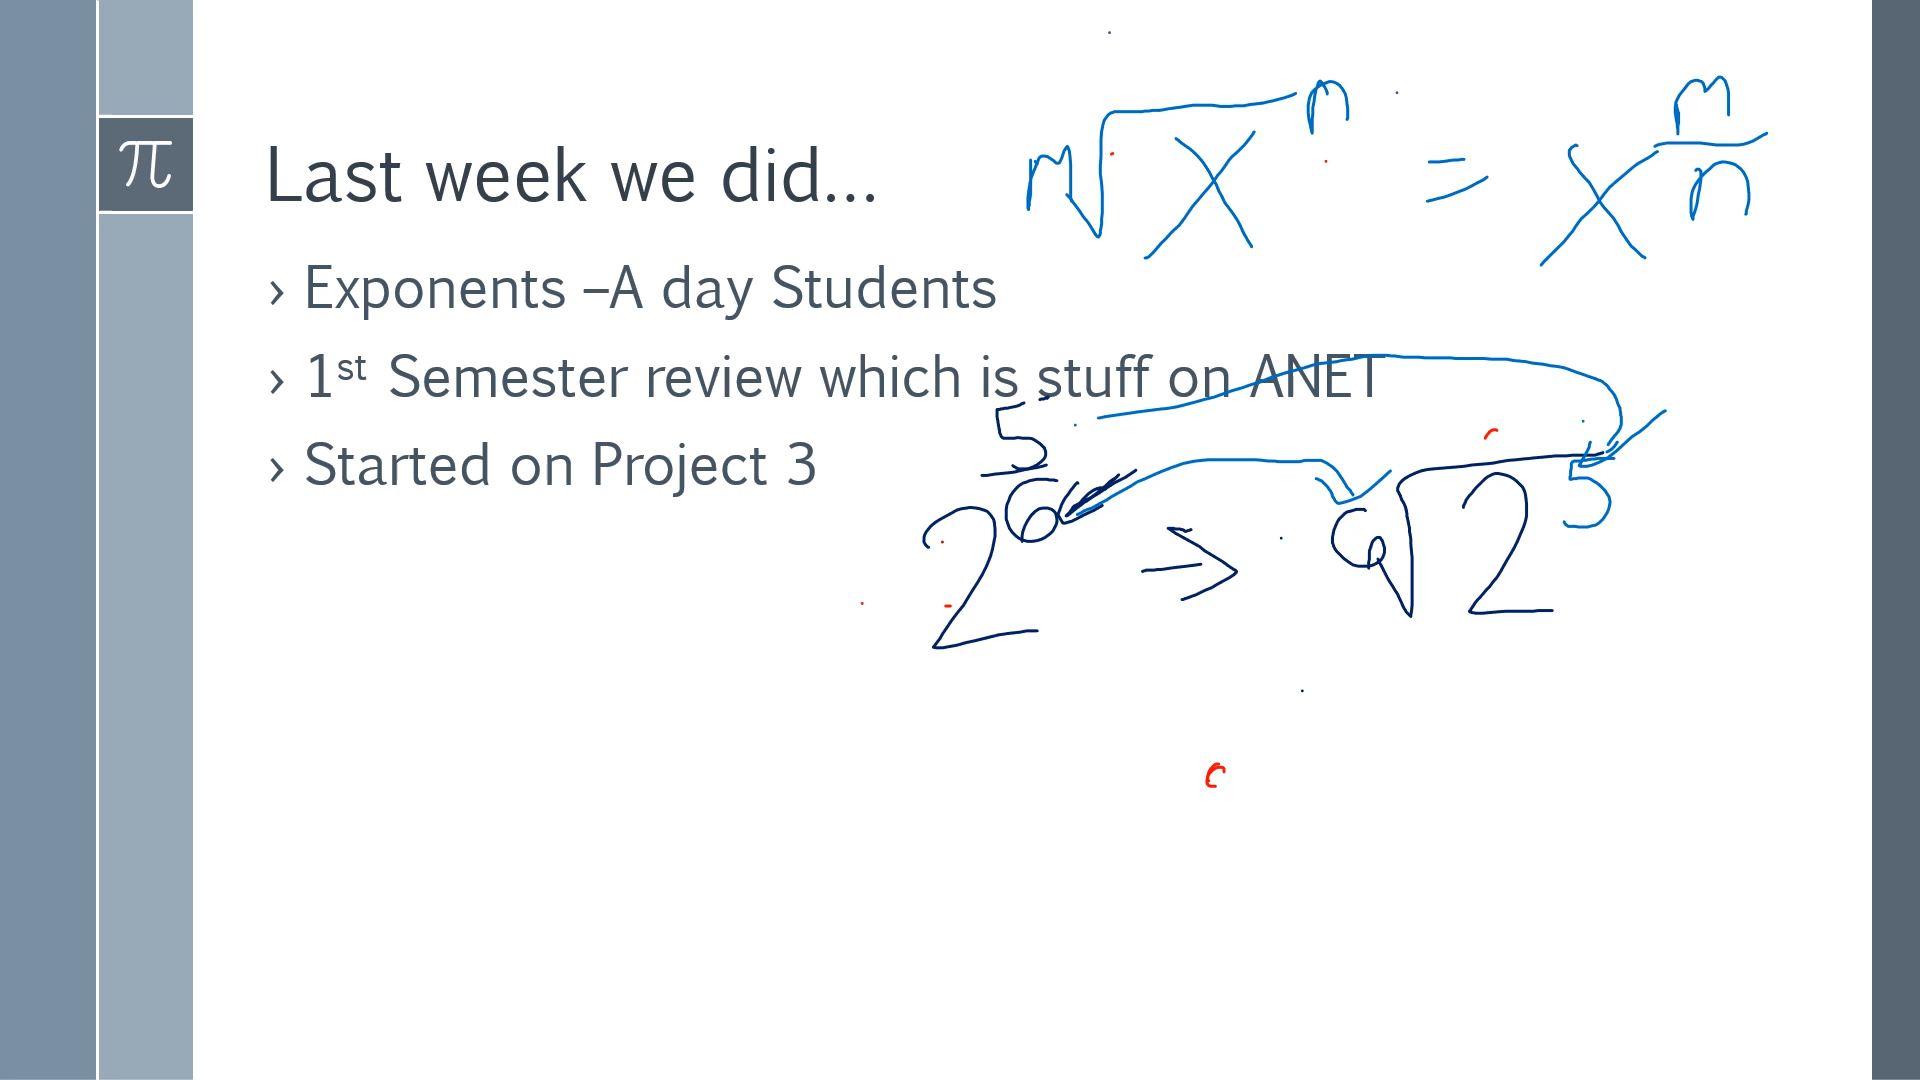 π
Last week we did...
ᵐ√xⁿ = x^(m/n)
› Exponents –A day Students
› 1st Semester review which is stuff on ANET
› Started on Project 3
2^(5/6) → ⁶√2⁵